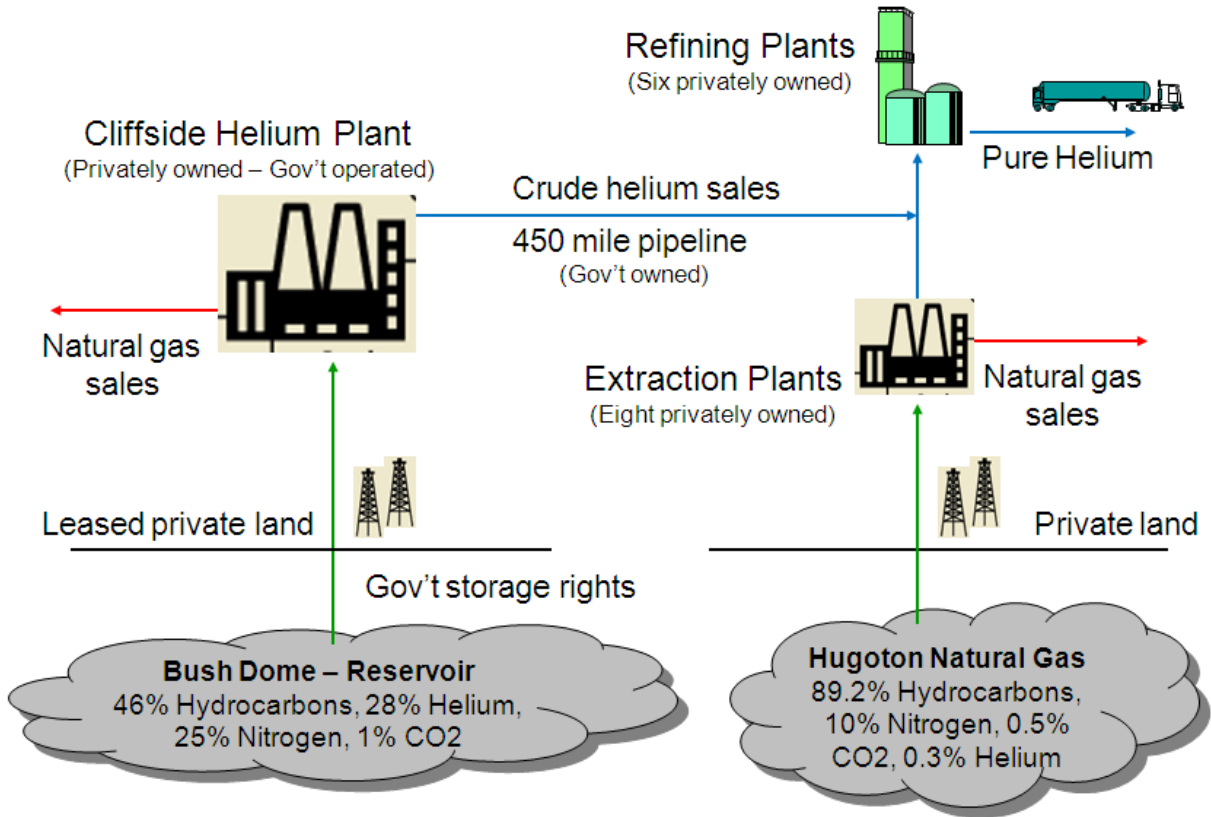 Refining Plants
(Six privately owned)
Pure Helium
Cliffside Helium Plant
(Privately owned – Gov't operated)
Crude helium sales
450 mile pipeline
(Gov't owned)
Natural gas
sales
Extraction Plants
(Eight privately owned)
Natural gas
sales
Leased private land
Private land
Gov't storage rights
Bush Dome – Reservoir
46% Hydrocarbons, 28% Helium,
25% Nitrogen, 1% CO2
Hugoton Natural Gas
89.2% Hydrocarbons,
10% Nitrogen, 0.5%
CO2, 0.3% Helium